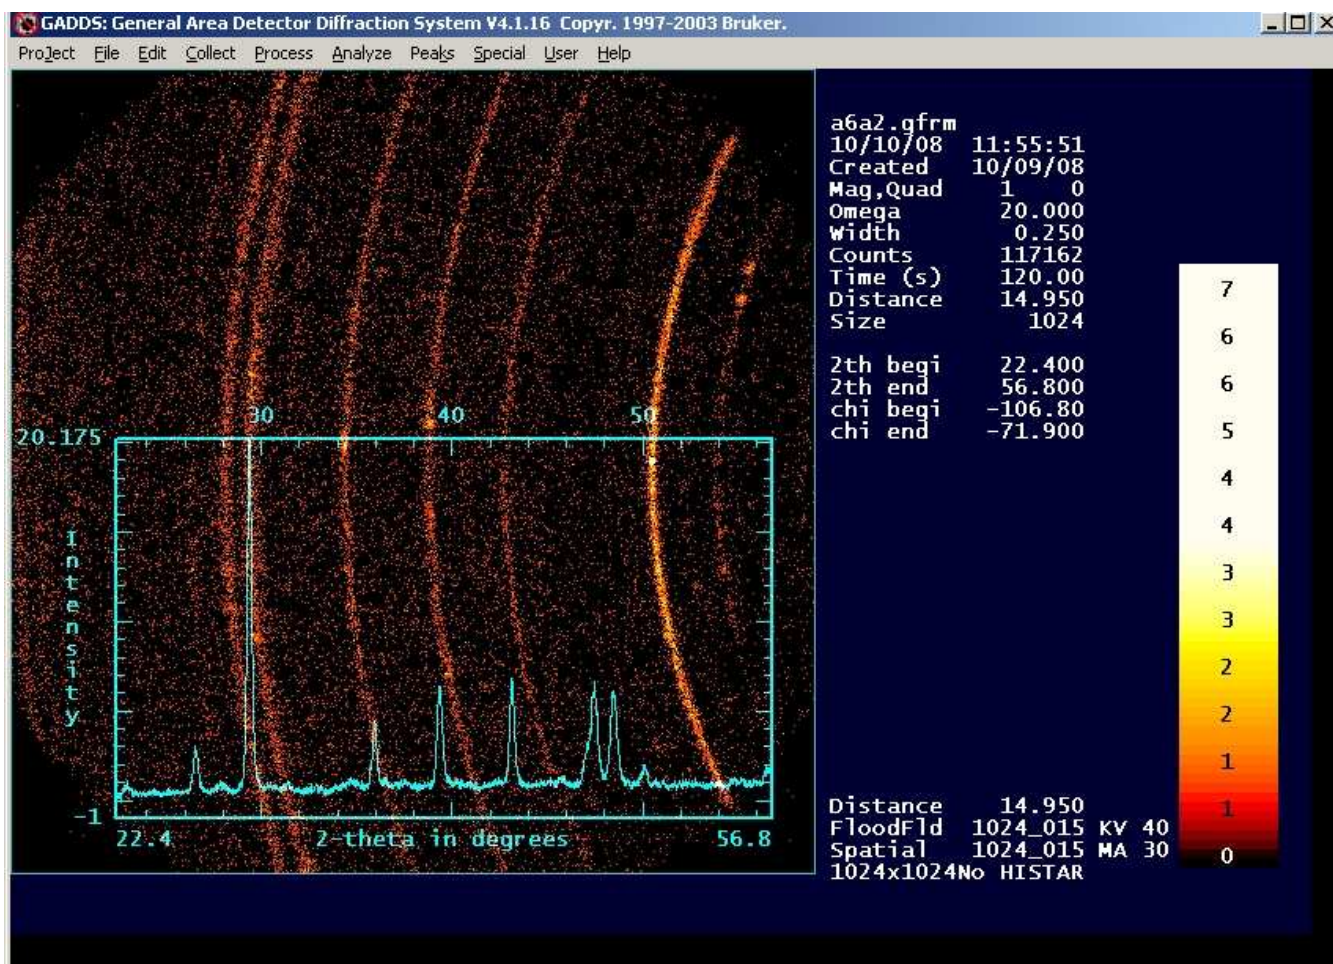 GADDS: General Area Detector Diffraction System V4.1.16 Copyr. 1997-2003 Bruker.
ProJect File Edit Collect Process Analyze Peaks Special User Help
a6a2.gfrm
10/10/08 11:55:51
Created 10/09/08
Mag,Quad 1 0
Omega 20.000
Width 0.250
Counts 117162
Time (s) 120.00
Distance 14.950
Size 1024
2th begi 22.400
2th end 56.800
chi begi -106.80
chi end -71.900
30 40 50
20.175
Intensity
-1
22.4 2-theta in degrees 56.8
7
6
6
5
4
4
3
3
2
2
1
1
0
Distance 14.950
FloodFld 1024_015 KV 40
Spatial 1024_015 MA 30
1024x1024No HISTAR